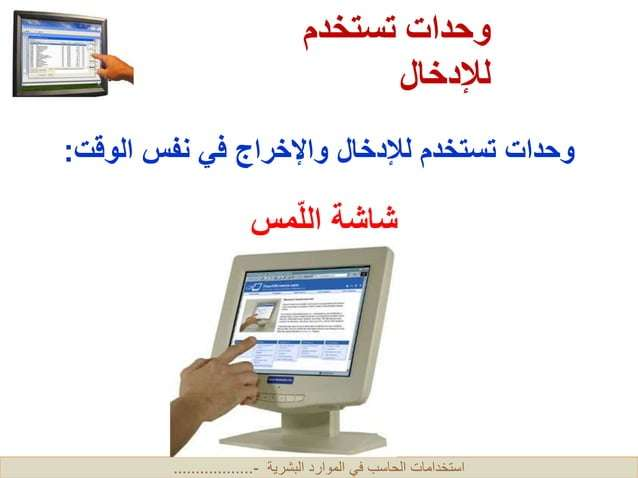 وحدات تستخدم
للإدخال
وحدات تستخدم للإدخال والإخراج في نفس الوقت:
شاشة اللّمس
استخدامات الحاسب في الموارد البشرية -..................